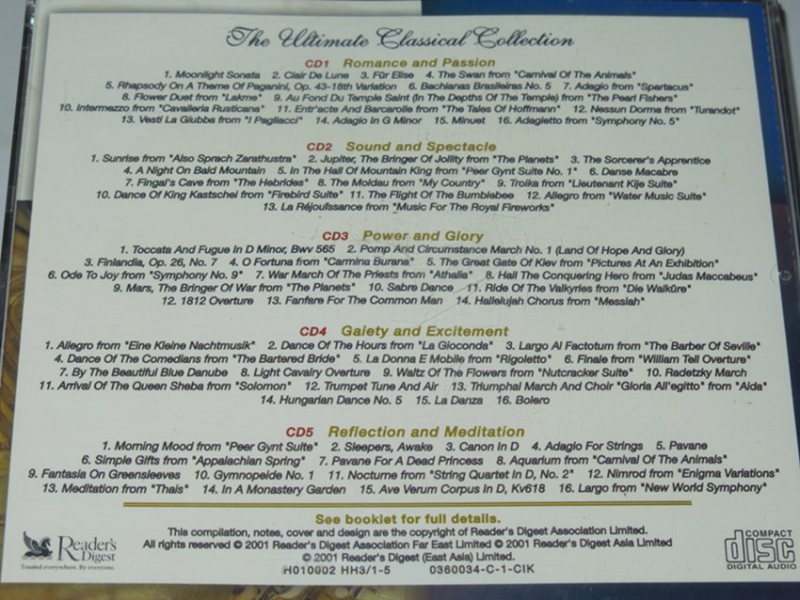 The Ultimate Classical Collection
CD1 Romance and Passion
1. Moonlight Sonata 2. Clair De Lune 3. Für Elise 4. The Swan from "Carnival Of The Animals"
5. Rhapsody On A Theme Of Paganini, Op. 43-18th Variation 6. Bachianas Brasileiras No. 5 7. Adagio from "Spartacus"
8. Flower Duet from "Lakme" 9. Au Fond Du Temple Saint (In The Depths Of The Temple) from "The Pearl Fishers"
10. Intermezzo from "Cavalleria Rusticana" 11. Entr'acte And Barcarolle from "The Tales Of Hoffmann" 12. Nessun Dorma from "Turandot"
13. Vesti La Giubba from "I Pagliacci" 14. Adagio In G Minor 15. Minuet 16. Adagietto from "Symphony No. 5"
CD2 Sound and Spectacle
1. Sunrise from "Also Sprach Zarathustra" 2. Jupiter, The Bringer Of Jollity from "The Planets" 3. The Sorcerer's Apprentice
4. A Night On Bald Mountain 5. In The Hall Of Mountain King from "Peer Gynt Suite No. 1" 6. Danse Macabre
7. Fingal's Cave from "The Hebrides" 8. The Moldau from "My Country" 9. Troika from "Lieutenant Kije Suite"
10. Dance Of King Kastschei from "Firebird Suite" 11. The Flight Of The Bumblebee 12. Allegro from "Water Music Suite"
13. La Réjouissance from "Music For The Royal Fireworks"
CD3 Power and Glory
1. Toccata And Fugue In D Minor, Bwv 565 2. Pomp And Circumstance March No. 1 (Land Of Hope And Glory)
3. Finlandia, Op. 26, No. 7 4. O Fortuna from "Carmina Burana" 5. The Great Gate Of Kiev from "Pictures At An Exhibition"
6. Ode To Joy from "Symphony No. 9" 7. War March Of The Priests from "Athalia" 8. Hail The Conquering Hero from "Judas Maccabeus"
9. Mars, The Bringer Of War from "The Planets" 10. Sabre Dance 11. Ride Of The Valkyries from "Die Walküre"
12. 1812 Overture 13. Fanfare For The Common Man 14. Hallelujah Chorus from "Messiah"
CD4 Gaiety and Excitement
1. Allegro from "Eine Kleine Nachtmusik" 2. Dance Of The Hours from "La Gioconda" 3. Largo Al Factotum from "The Barber Of Seville"
4. Dance Of The Comedians from "The Bartered Bride" 5. La Donna E Mobile from "Rigoletto" 6. Finale from "William Tell Overture"
7. By The Beautiful Blue Danube 8. Light Cavalry Overture 9. Waltz Of The Flowers from "Nutcracker Suite" 10. Radetzky March
11. Arrival Of The Queen Sheba from "Solomon" 12. Trumpet Tune And Air 13. Triumphal March And Choir "Gloria All'egitto" from "Aida"
14. Hungarian Dance No. 5 15. La Danza 16. Bolero
CD5 Reflection and Meditation
1. Morning Mood from "Peer Gynt Suite" 2. Sleepers, Awake 3. Canon In D 4. Adagio For Strings 5. Pavane
6. Simple Gifts from "Appalachian Spring" 7. Pavane For A Dead Princess 8. Aquarium from "Carnival Of The Animals"
9. Fantasia On Greensleeves 10. Gymnopeide No. 1 11. Nocturne from "String Quartet In D, No. 2" 12. Nimrod from "Enigma Variations"
13. Meditation from "Thais" 14. In A Monastery Garden 15. Ave Verum Corpus In D, Kv618 16. Largo from "New World Symphony"
See booklet for full details.
This compilation, notes, cover and design are the copyright of Reader's Digest Association Limited.
All rights reserved © 2001 Reader's Digest Association Far East Limited © 2001 Reader's Digest Asia Limited
© 2001 Reader's Digest (East Asia) Limited.
H010002 HH3/1-5 0360034-C-1-CIK
Reader's Digest
Trusted everywhere. By everyone.
COMPACT disc DIGITAL AUDIO